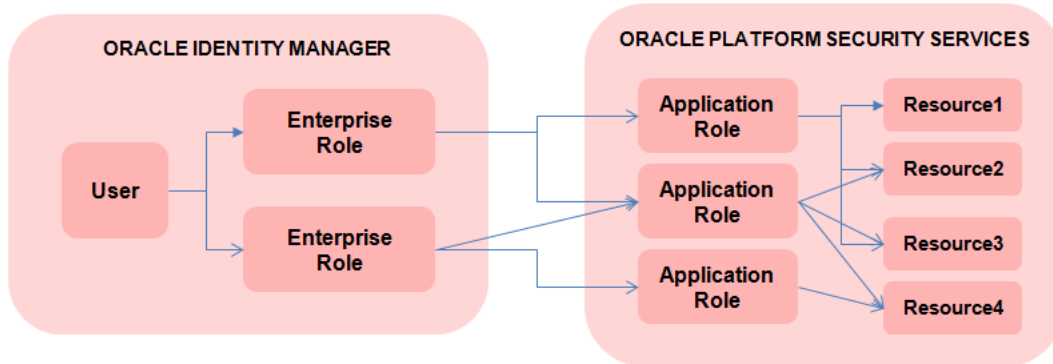 ORACLE IDENTITY MANAGER
User
Enterprise
Role
Enterprise
Role
ORACLE PLATFORM SECURITY SERVICES
Application
Role
Application
Role
Application
Role
Resource1
Resource2
Resource3
Resource4